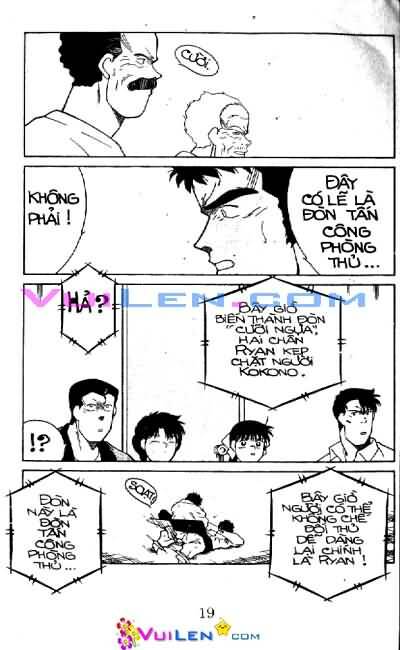 CƯỜI.
ĐÂY
CÓ LẼ LÀ
ĐÒN TẤN
CÔNG
PHÒNG
THỦ...
KHÔNG
PHẢI!
HẢ?
BÂY GIỜ
BIẾN THÀNH ĐÒN
"CƯỠI NGỰA",
HAI CHÂN
RYAN KẸP
CHẶT NGƯỜI
KOKONO.
VUILEN.COM
!?
SOẠT!
BÂY GIỜ
NGƯỜI CÓ THỂ
KHỐNG CHẾ
ĐỐI THỦ
DỄ DÀNG
LẠI CHÍNH
LÀ RYAN!
ĐÒN
NÀY LÀ
ĐÒN
TẤN
CÔNG
PHÒNG
THỦ...
19
VUILEN.COM